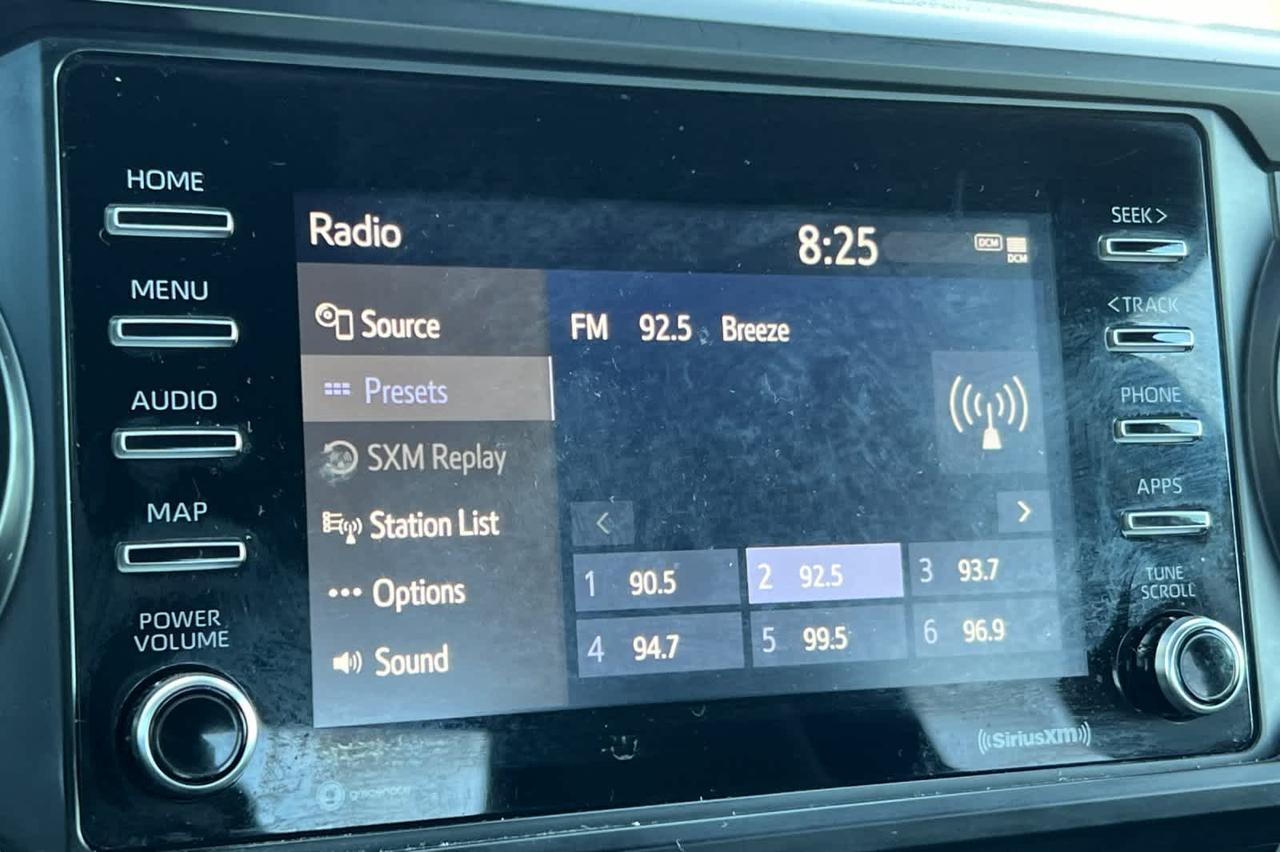 HOME
MENU
AUDIO
MAP
POWER
VOLUME
Radio
8:25
DCM
DCM
Source
Presets
SXM Replay
Station List
Options
Sound
FM 92.5 Breeze
<
>
1 90.5
2 92.5
3 93.7
4 94.7
5 99.5
6 96.9
SEEK >
< TRACK
PHONE
APPS
TUNE
SCROLL
((SiriusXM))
gracenote